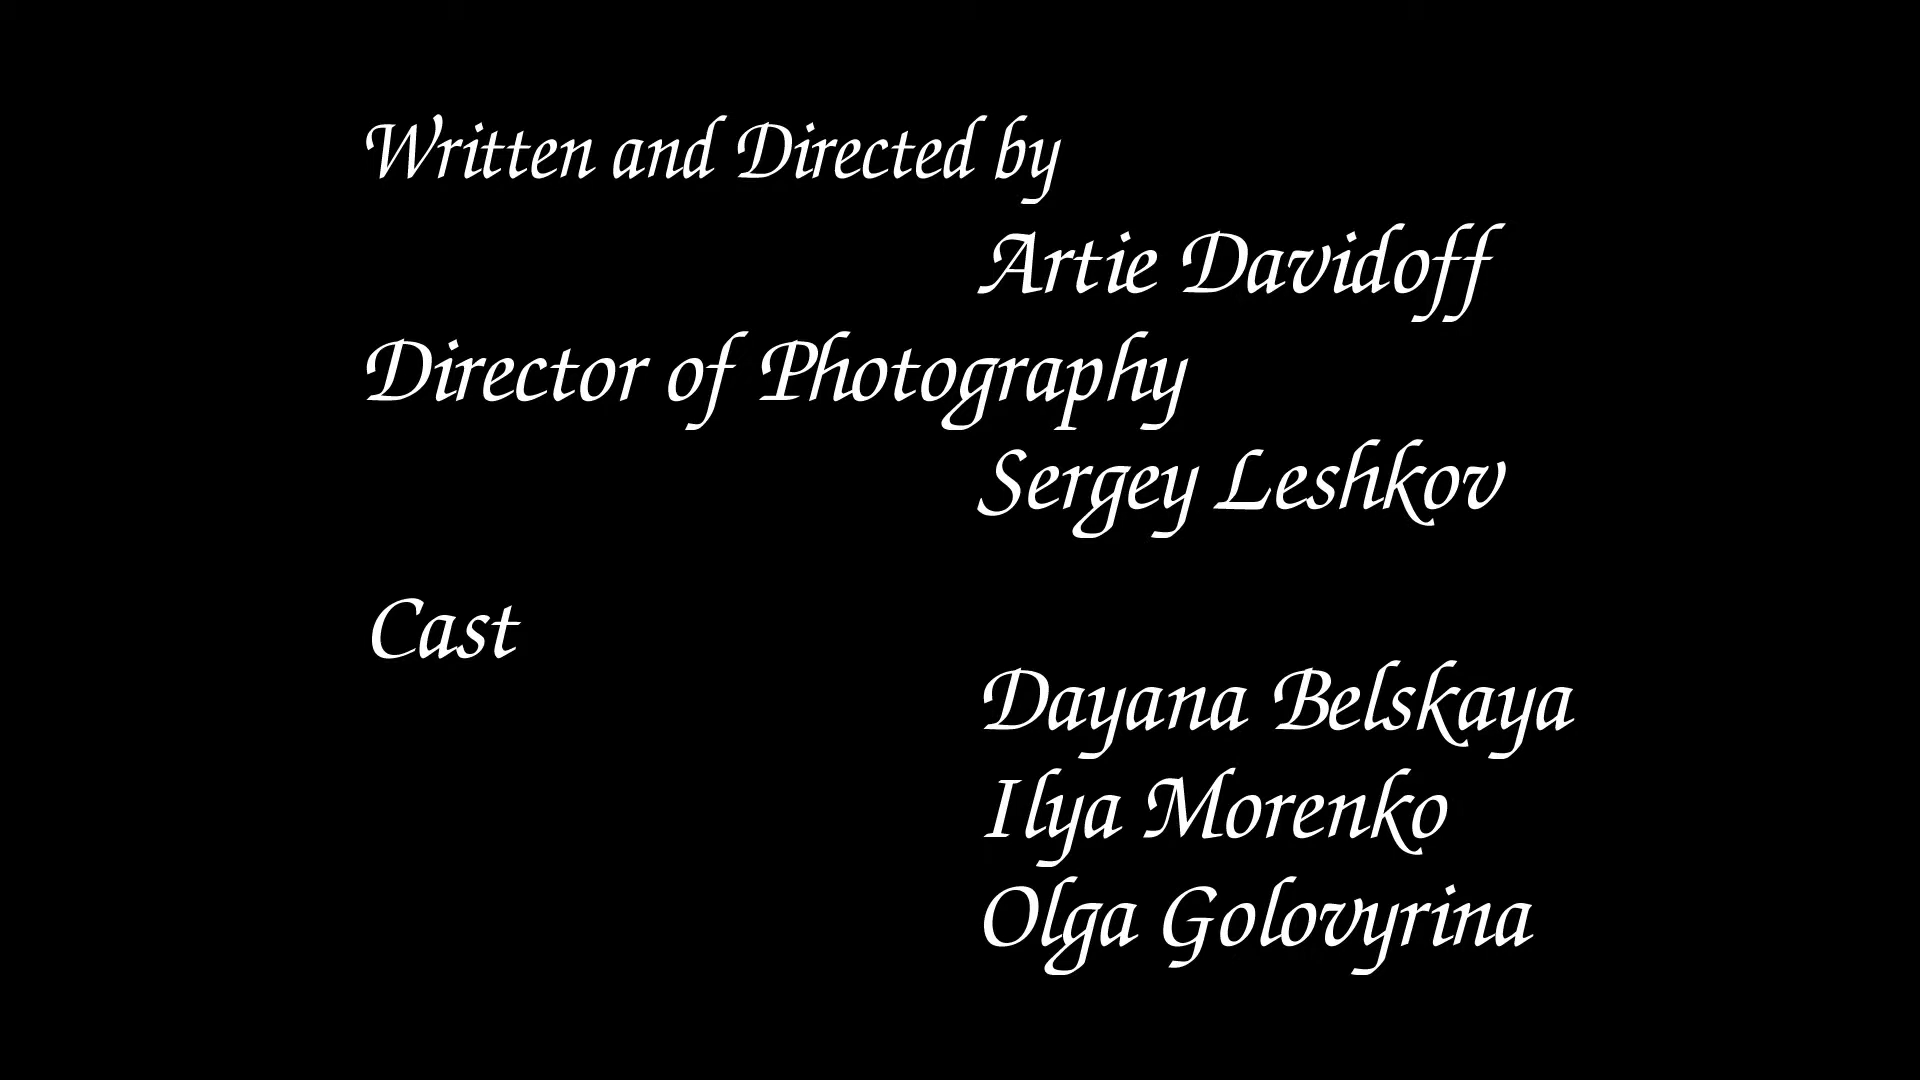 Written and Directed by
Artie Davidoff
Director of Photography
Sergey Leshkov
Cast
Dayana Belskaya
Ilya Morenko
Olga Golovyrina